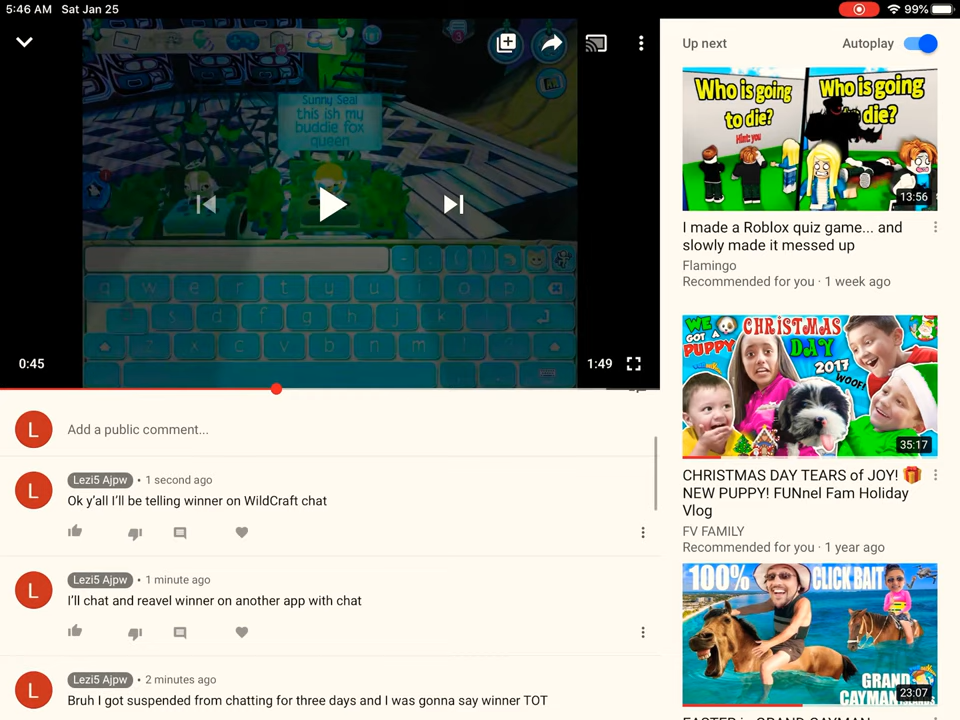 5:46 AM Sat Jan 25
99%
Sunny Seal
this ish my
buddie fox
queen
q w e r t y u i o p
s d f g h j k l
z x c v b n m
0:45
1:49
Add a public comment...
L
Lezi5 Ajpw • 1 second ago
L
Ok y'all I'll be telling winner on WildCraft chat
Lezi5 Ajpw • 1 minute ago
L
I'll chat and reavel winner on another app with chat
Lezi5 Ajpw • 2 minutes ago
L
Bruh I got suspended from chatting for three days and I was gonna say winner TOT
Up next
Autoplay
Who is going
to die?
Hint: you
Who is going
to die?
13:56
I made a Roblox quiz game... and
slowly made it messed up
Flamingo
Recommended for you · 1 week ago
WE
GOT A
PUPPY
CHRISTMAS
DAY
2017
WOOF!
35:17
CHRISTMAS DAY TEARS of JOY! 🎁
NEW PUPPY! FUNnel Fam Holiday
Vlog
FV FAMILY
Recommended for you · 1 year ago
100% CLICK BAIT
GRAND
CAYMAN
23:07